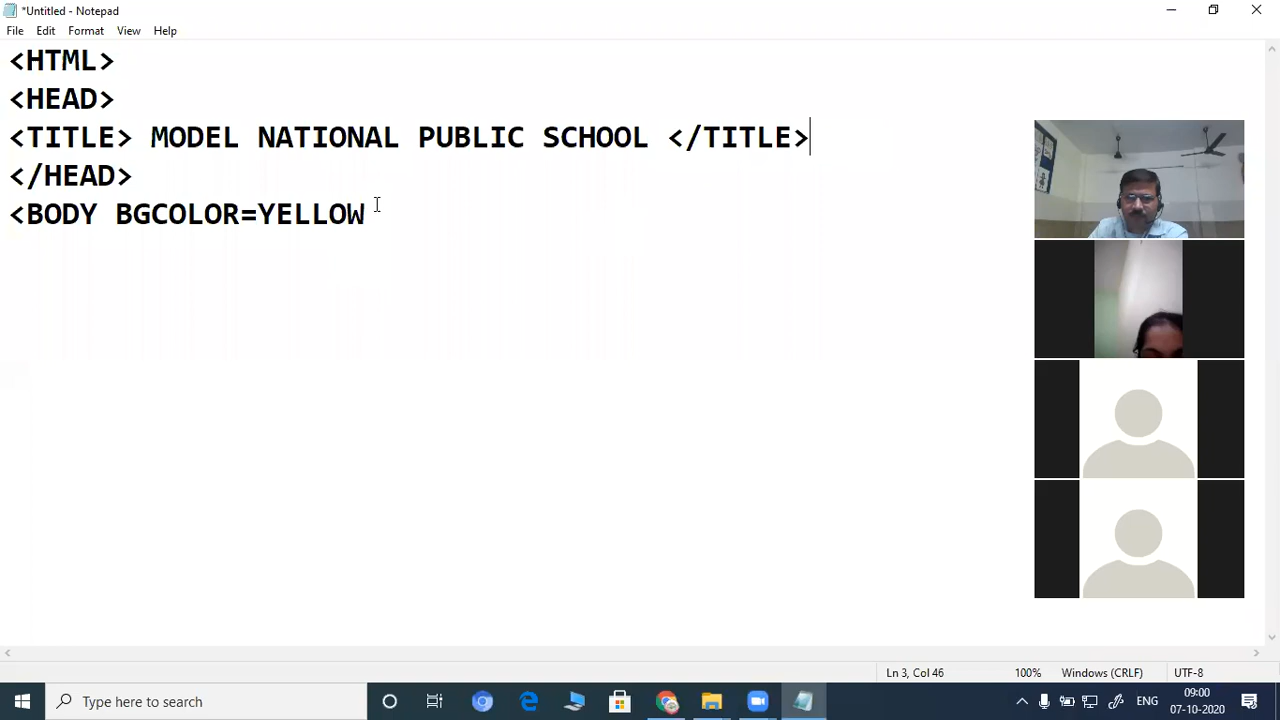 *Untitled - Notepad
File Edit Format View Help
<HTML>
<HEAD>
<TITLE> MODEL NATIONAL PUBLIC SCHOOL </TITLE>
</HEAD>
<BODY BGCOLOR=YELLOW
Ln 3, Col 46 100% Windows (CRLF) UTF-8
Type here to search
ENG
09:00
07-10-2020